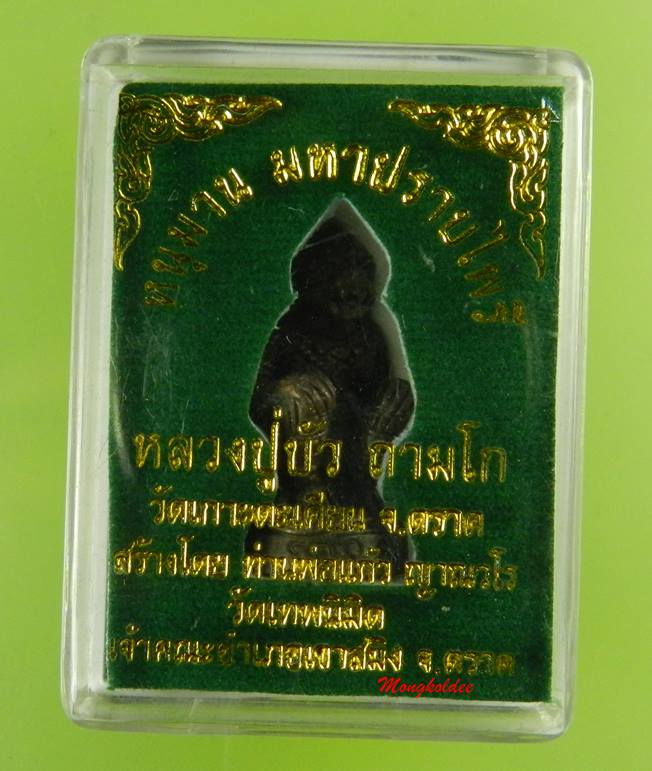 หนุมาน มหาปราบไพรี
หลวงปู่บัว ถามโก
วัดเกาะตะเคียน จ.ตราด
สร้างโดย ท่านพ่อแก้ว ญาณวโร
วัดเทพนิมิต
เจ้าคณะอำเภอเขาสมิง จ.ตราด
Mongkoldee